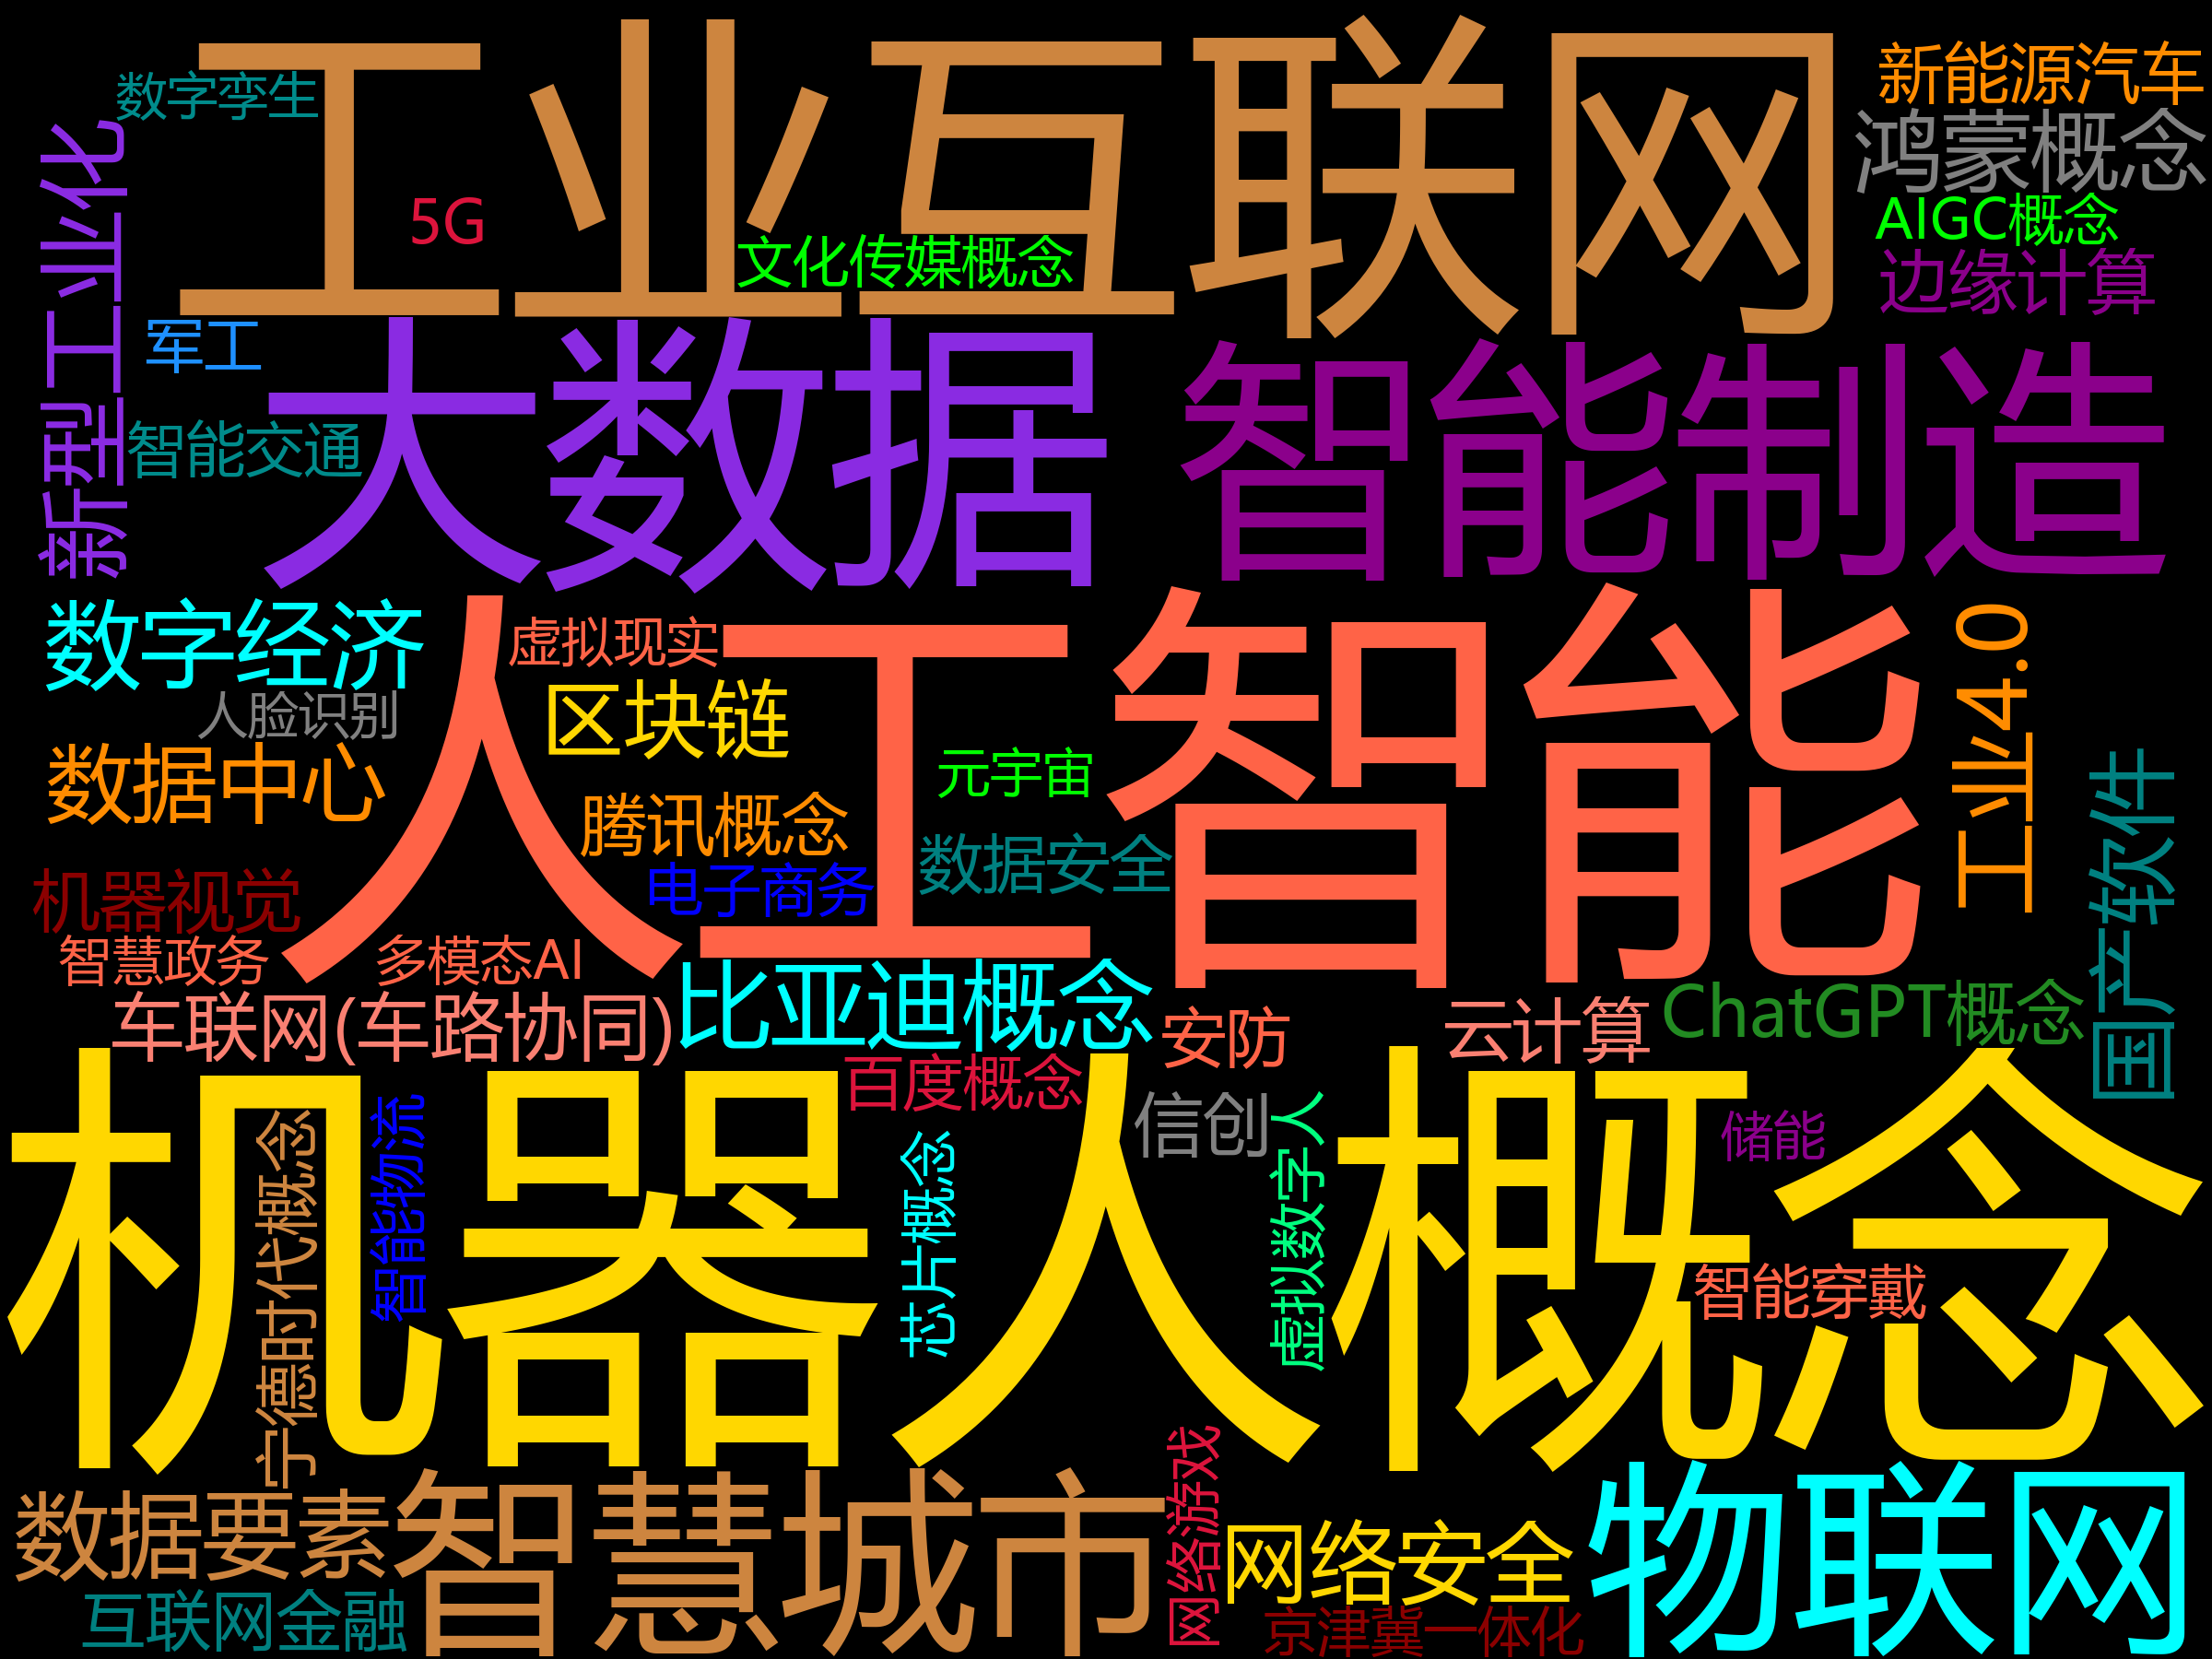 工业互联网
新能源汽车
数字孪生
鸿蒙概念
5G
AIGC概念
文化传媒概念
边缘计算
新型工业化
军工
大数据
智能制造
智能交通
数字经济
虚拟现实
人工智能
工业4.0
人脸识别
区块链
数据中心
元宇宙
腾讯概念
国产软件
数据安全
电子商务
机器视觉
智慧政务
多模态AI
比亚迪概念
车联网(车路协同)
安防
云计算
ChatGPT概念
百度概念
机器人概念
信创
储能
宁德时代概念
智能物流
芯片概念
虚拟数字人
智能穿戴
数据要素
智慧城市
网络游戏
网络安全
物联网
互联网金融
京津冀一体化